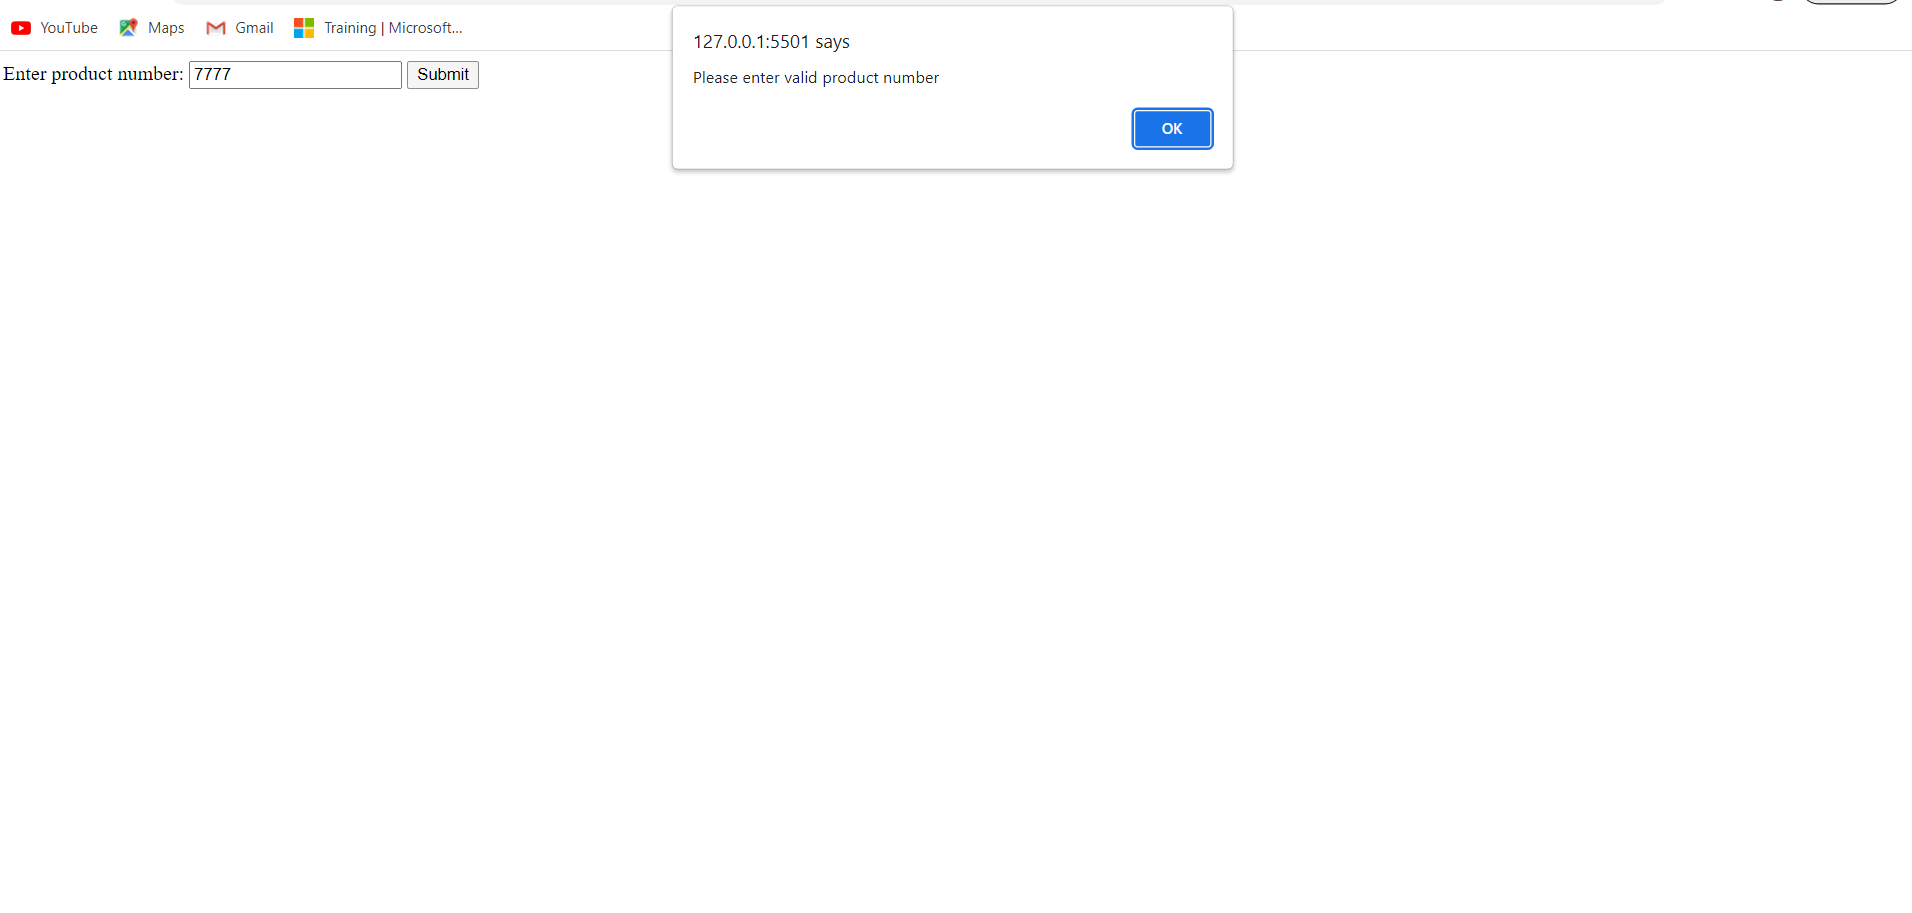 YouTube Maps Gmail Training | Microsoft...
127.0.0.1:5501 says
Please enter valid product number
OK
Enter product number: 7777 Submit